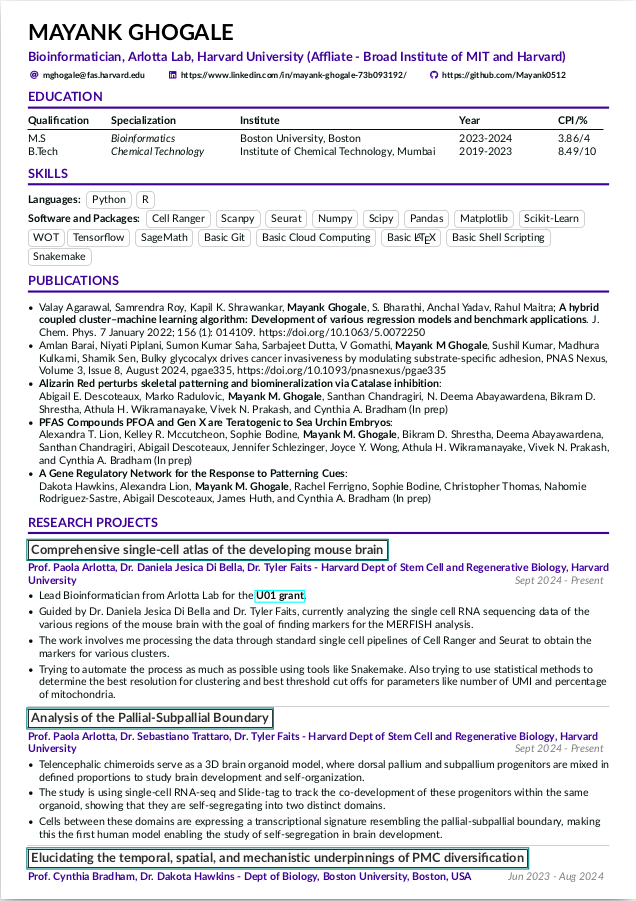 MAYANK GHOGALE
Bioinformatician, Arlotta Lab, Harvard University (Affliate - Broad Institute of MIT and Harvard)
mghogale@fas.harvard.edu https://www.linkedin.com/in/mayank-ghogale-73b093192/ https://github.com/Mayank0512
EDUCATION
Qualification Specialization Institute Year CPI/%
M.S Bioinformatics Boston University, Boston 2023-2024 3.86/4
B.Tech Chemical Technology Institute of Chemical Technology, Mumbai 2019-2023 8.49/10
SKILLS
Languages: Python R
Software and Packages: Cell Ranger Scanpy Seurat Numpy Scipy Pandas Matplotlib Scikit-Learn
WOT Tensorflow SageMath Basic Git Basic Cloud Computing Basic LATEX Basic Shell Scripting
Snakemake
PUBLICATIONS
• Valay Agarawal, Samrendra Roy, Kapil K. Shrawankar, Mayank Ghogale, S. Bharathi, Anchal Yadav, Rahul Maitra; A hybrid
coupled cluster–machine learning algorithm: Development of various regression models and benchmark applications. J.
Chem. Phys. 7 January 2022; 156 (1): 014109. https://doi.org/10.1063/5.0072250
• Amlan Barai, Niyati Piplani, Sumon Kumar Saha, Sarbajeet Dutta, V Gomathi, Mayank M Ghogale, Sushil Kumar, Madhura
Kulkarni, Shamik Sen, Bulky glycocalyx drives cancer invasiveness by modulating substrate-specific adhesion, PNAS Nexus,
Volume 3, Issue 8, August 2024, pgae335, https://doi.org/10.1093/pnasnexus/pgae335
• Alizarin Red perturbs skeletal patterning and biomineralization via Catalase inhibition:
Abigail E. Descoteaux, Marko Radulovic, Mayank M. Ghogale, Santhan Chandragiri, N. Deema Abayawardena, Bikram D.
Shrestha, Athula H. Wikramanayake, Vivek N. Prakash, and Cynthia A. Bradham (In prep)
• PFAS Compounds PFOA and Gen X are Teratogenic to Sea Urchin Embryos:
Alexandra T. Lion, Kelley R. Mccutcheon, Sophie Bodine, Mayank M. Ghogale, Bikram D. Shrestha, Deema Abayawardena,
Santhan Chandragiri, Abigail Descoteaux, Jennifer Schlezinger, Joyce Y. Wong, Athula H. Wikramanayake, Vivek N. Prakash,
and Cynthia A. Bradham (In prep)
• A Gene Regulatory Network for the Response to Patterning Cues:
Dakota Hawkins, Alexandra Lion, Mayank M. Ghogale, Rachel Ferrigno, Sophie Bodine, Christopher Thomas, Nahomie
Rodriguez-Sastre, Abigail Descoteaux, James Huth, and Cynthia A. Bradham (In prep)
RESEARCH PROJECTS
Comprehensive single-cell atlas of the developing mouse brain
Prof. Paola Arlotta, Dr. Daniela Jesica Di Bella, Dr. Tyler Faits - Harvard Dept of Stem Cell and Regenerative Biology, Harvard
University Sept 2024 - Present
• Lead Bioinformatician from Arlotta Lab for the U01 grant.
• Guided by Dr. Daniela Jesica Di Bella and Dr. Tyler Faits, currently analyzing the single cell RNA sequencing data of the
various regions of the mouse brain with the goal of finding markers for the MERFISH analysis.
• The work involves me processing the data through standard single cell pipelines of Cell Ranger and Seurat to obtain the
markers for various clusters.
• Trying to automate the process as much as possible using tools like Snakemake. Also trying to use statistical methods to
determine the best resolution for clustering and best threshold cut offs for parameters like number of UMI and percentage
of mitochondria.
Analysis of the Pallial-Subpallial Boundary
Prof. Paola Arlotta, Dr. Sebastiano Trattaro, Dr. Tyler Faits - Harvard Dept of Stem Cell and Regenerative Biology, Harvard
University Sept 2024 - Present
• Telencephalic chimeroids serve as a 3D brain organoid model, where dorsal pallium and subpallium progenitors are mixed in
defined proportions to study brain development and self-organization.
• The study is using single-cell RNA-seq and Slide-tag to track the co-development of these progenitors within the same
organoid, showing that they are self-segregating into two distinct domains.
• Cells between these domains are expressing a transcriptional signature resembling the pallial-subpallial boundary, making
this the first human model enabling the study of self-segregation in brain development.
Elucidating the temporal, spatial, and mechanistic underpinnings of PMC diversification
Prof. Cynthia Bradham, Dr. Dakota Hawkins - Dept of Biology, Boston University, Boston, USA Jun 2023 - Aug 2024